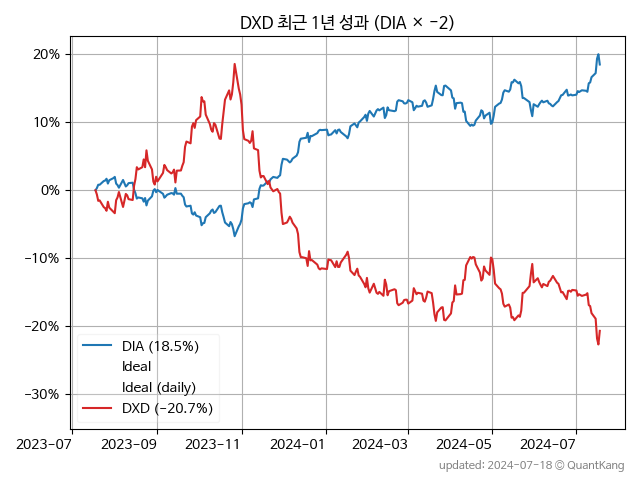 DXD 최근 1년 성과 (DIA × −2)
20%
10%
0%
−10%
−20%
−30%
DIA (18.5%)
Ideal
Ideal (daily)
DXD (−20.7%)
2023−07 2023−09 2023−11 2024−01 2024−03 2024−05 2024−07
updated: 2024−07−18 © QuantKang